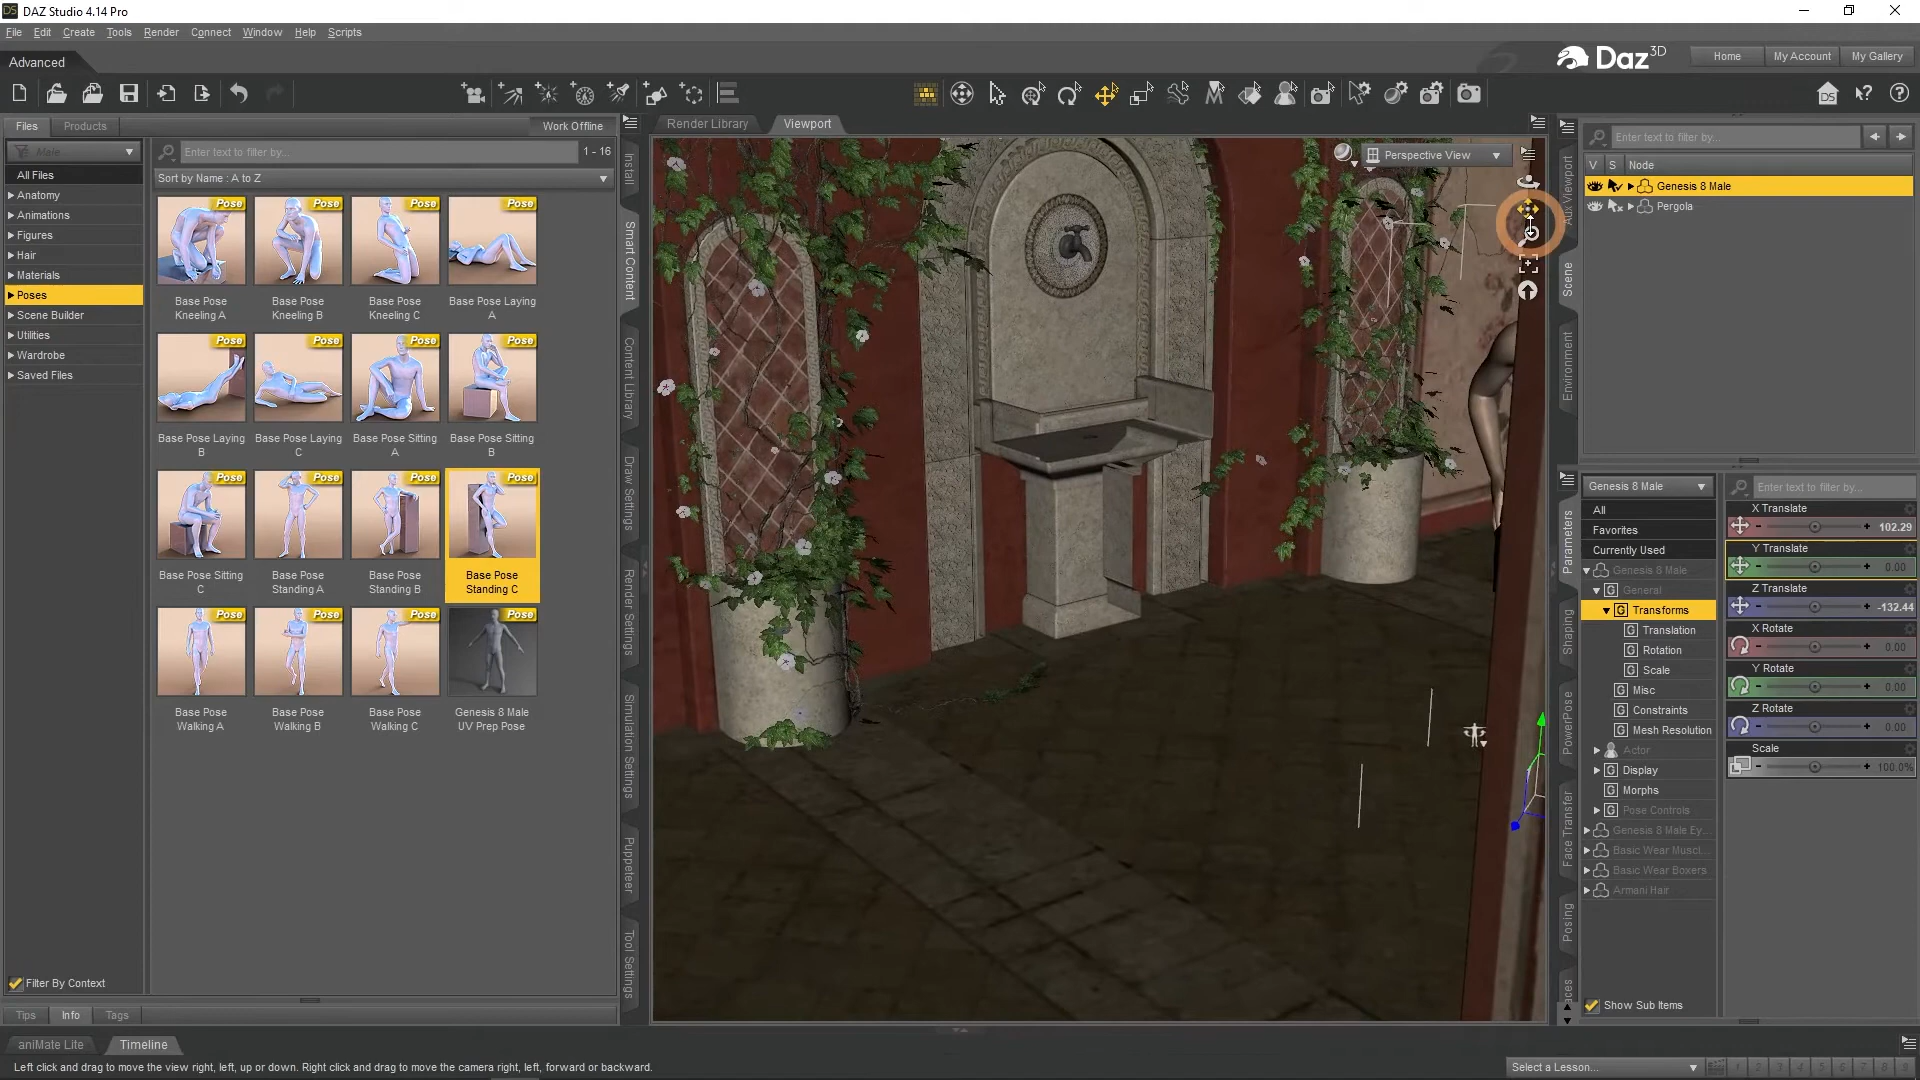 DAZ Studio 4.14 Pro
File Edit Create Tools Render Connect Window Help Scripts
Advanced
Daz 3D
Home My Account My Gallery
Files Products Work Offline
Render Library Viewport
Male
Enter text to filter by... 1 - 16
Sort by Name : A to Z
All Files
Anatomy
Animations
Figures
Hair
Materials
Poses
Scene Builder
Utilities
Wardrobe
Saved Files
Filter By Context
Pose Pose Pose Pose
Base Pose Kneeling A
Base Pose Kneeling B
Base Pose Kneeling C
Base Pose Laying A
Pose Pose Pose Pose
Base Pose Laying B
Base Pose Laying C
Base Pose Sitting A
Base Pose Sitting B
Pose Pose Pose Pose
Base Pose Sitting C
Base Pose Standing A
Base Pose Standing B
Base Pose Standing C
Pose Pose Pose Pose
Base Pose Walking A
Base Pose Walking B
Base Pose Walking C
Genesis 8 Male UV Prep Pose
Install
Smart Content
Content Library
Draw Settings
Render Settings
Simulation Settings
Puppeteer
Tool Settings
Perspective View
Aux Viewport
Scene
Environment
Enter text to filter by...
V S Node
Genesis 8 Male
Pergola
Parameters
Shaping
PowerPose
Face Transfer
Posing
Genesis 8 Male
Enter text to filter by...
All
Favorites
Currently Used
Genesis 8 Male
General
Transforms
Translation
Rotation
Scale
Misc
Constraints
Mesh Resolution
Actor
Display
Morphs
Pose Controls
Genesis 8 Male Ey...
Basic Wear Muscl...
Basic Wear Boxers
Armani Hair
Show Sub Items
X Translate
102.29
Y Translate
0.00
Z Translate
-132.44
X Rotate
0.00
Y Rotate
0.00
Z Rotate
0.00
Scale
100.0%
Tips Info Tags
aniMate Lite Timeline
Left click and drag to move the view right, left, up or down. Right click and drag to move the camera right, left, forward or backward.
Select a Lesson... 1 2 3 4 5 6 7 8 9